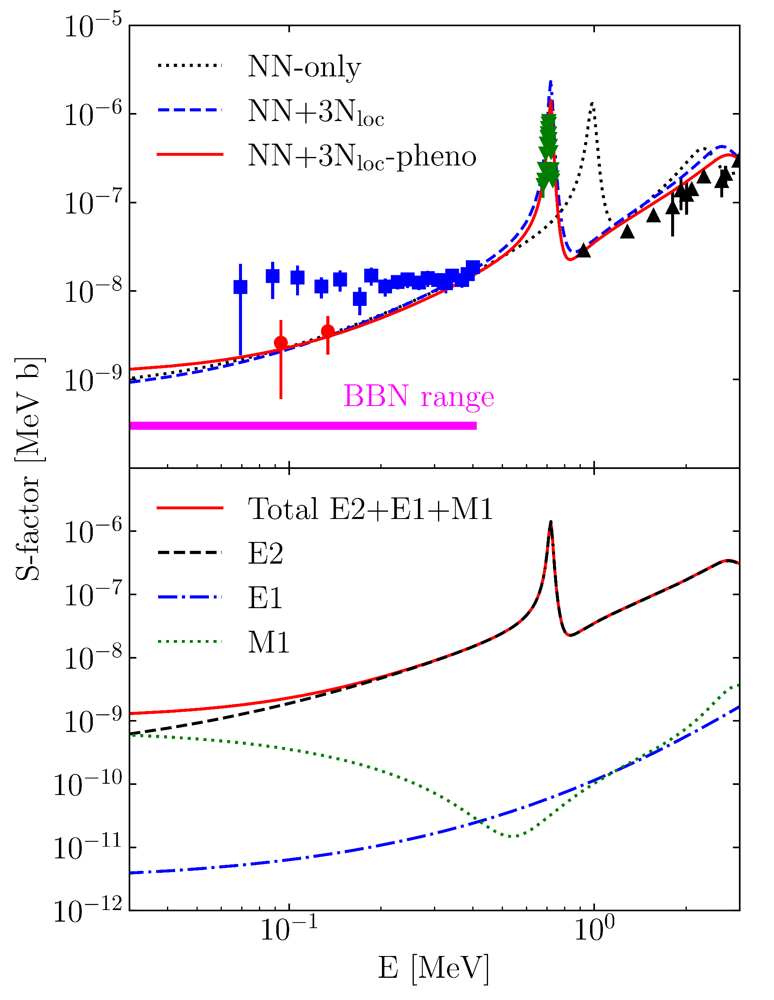 S-factor [MeV b]
10⁻⁵
10⁻⁶
10⁻⁷
10⁻⁸
10⁻⁹
NN-only
NN+3N_loc
NN+3N_loc-pheno
BBN range
10⁻⁶
10⁻⁷
10⁻⁸
10⁻⁹
10⁻¹⁰
10⁻¹¹
10⁻¹²
Total E2+E1+M1
E2
E1
M1
10⁻¹ 10⁰
E [MeV]